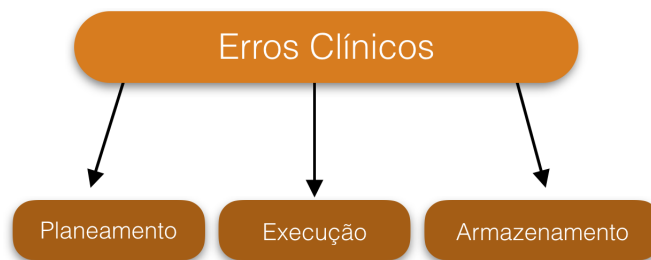 Erros Clínicos
Planeamento
Execução
Armazenamento